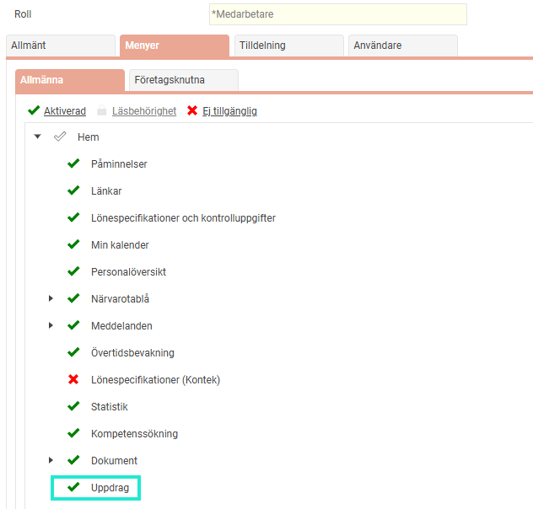 Roll *Medarbetare
Allmänt Menyer Tilldelning Användare
Allmänna Företagsknutna
Aktiverad Läsbehörighet Ej tillgänglig
Hem
Påminnelser
Länkar
Lönespecifikationer och kontrolluppgifter
Min kalender
Personalöversikt
Närvarotablå
Meddelanden
Övertidsbevakning
Lönespecifikationer (Kontek)
Statistik
Kompetenssökning
Dokument
Uppdrag